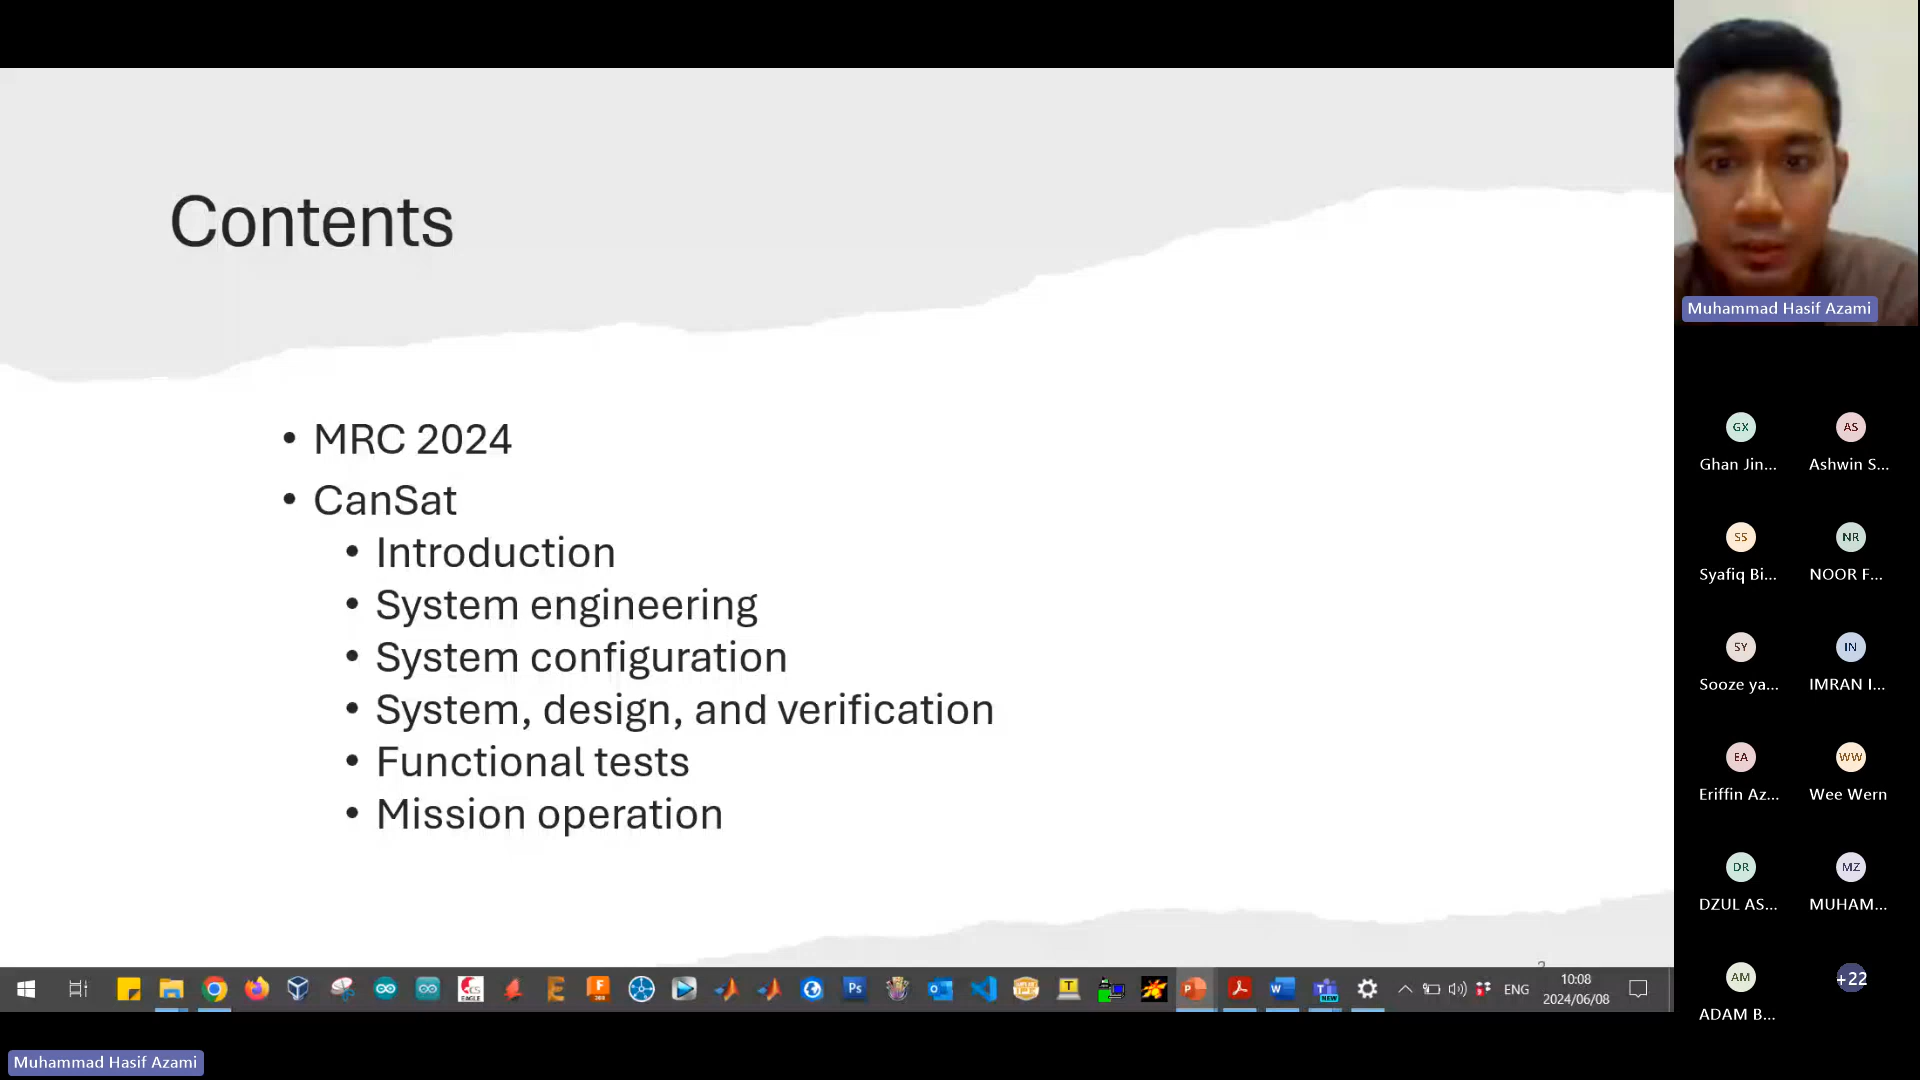 Contents
• MRC 2024
• CanSat
• Introduction
• System engineering
• System configuration
• System, design, and verification
• Functional tests
• Mission operation
Muhammad Hasif Azami
GX
AS
Ghan Jin...
Ashwin S...
SS
NR
Syafiq Bi...
NOOR F...
SY
IN
Sooze ya...
IMRAN I...
EA
WW
Eriffin Az...
Wee Wern
DR
MZ
DZUL AS...
MUHAM...
AM
+22
ADAM B...
EAGLE
Ps
NEW
ENG
10:08
2024/06/08
Muhammad Hasif Azami